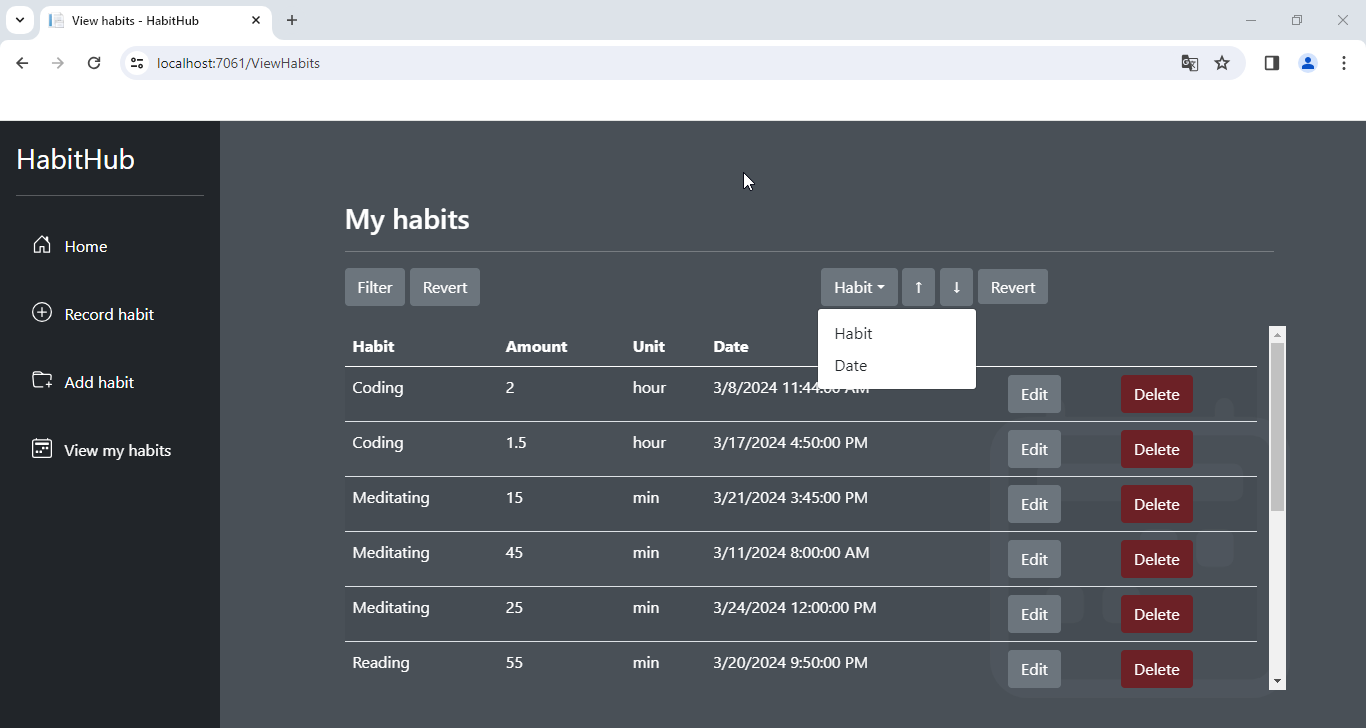 View habits - HabitHub
localhost:7061/ViewHabits
HabitHub
Home
Record habit
Add habit
View my habits
My habits
Filter Revert Habit ↑ ↓ Revert
Habit
Date
Habit Amount Unit Date
Coding 2 hour 3/8/2024 11:44:00 AM Edit Delete
Coding 1.5 hour 3/17/2024 4:50:00 PM Edit Delete
Meditating 15 min 3/21/2024 3:45:00 PM Edit Delete
Meditating 45 min 3/11/2024 8:00:00 AM Edit Delete
Meditating 25 min 3/24/2024 12:00:00 PM Edit Delete
Reading 55 min 3/20/2024 9:50:00 PM Edit Delete